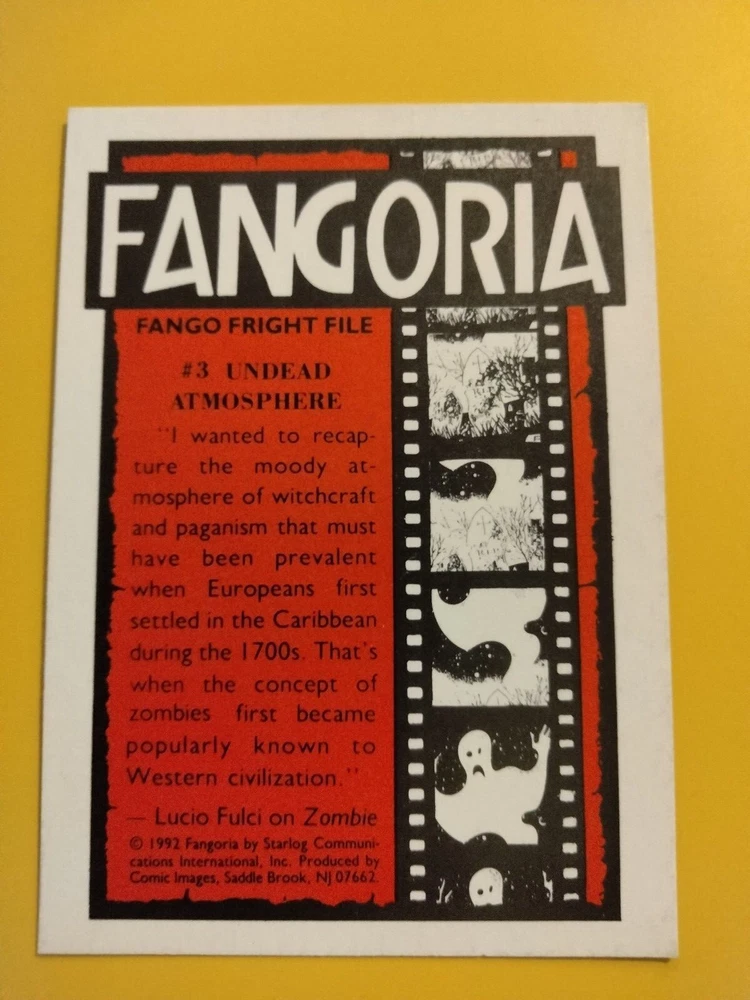 FANGORIA
FANGO FRIGHT FILE
#3 UNDEAD
ATMOSPHERE
"I wanted to recap-
ture the moody at-
mosphere of witchcraft
and paganism that must
have been prevalent
when Europeans first
settled in the Caribbean
during the 1700s. That's
when the concept of
zombies first became
popularly known to
Western civilization."
— Lucio Fulci on Zombie
© 1992 Fangoria by Starlog Communi-
cations International, Inc. Produced by
Comic Images, Saddle Brook, NJ 07662.